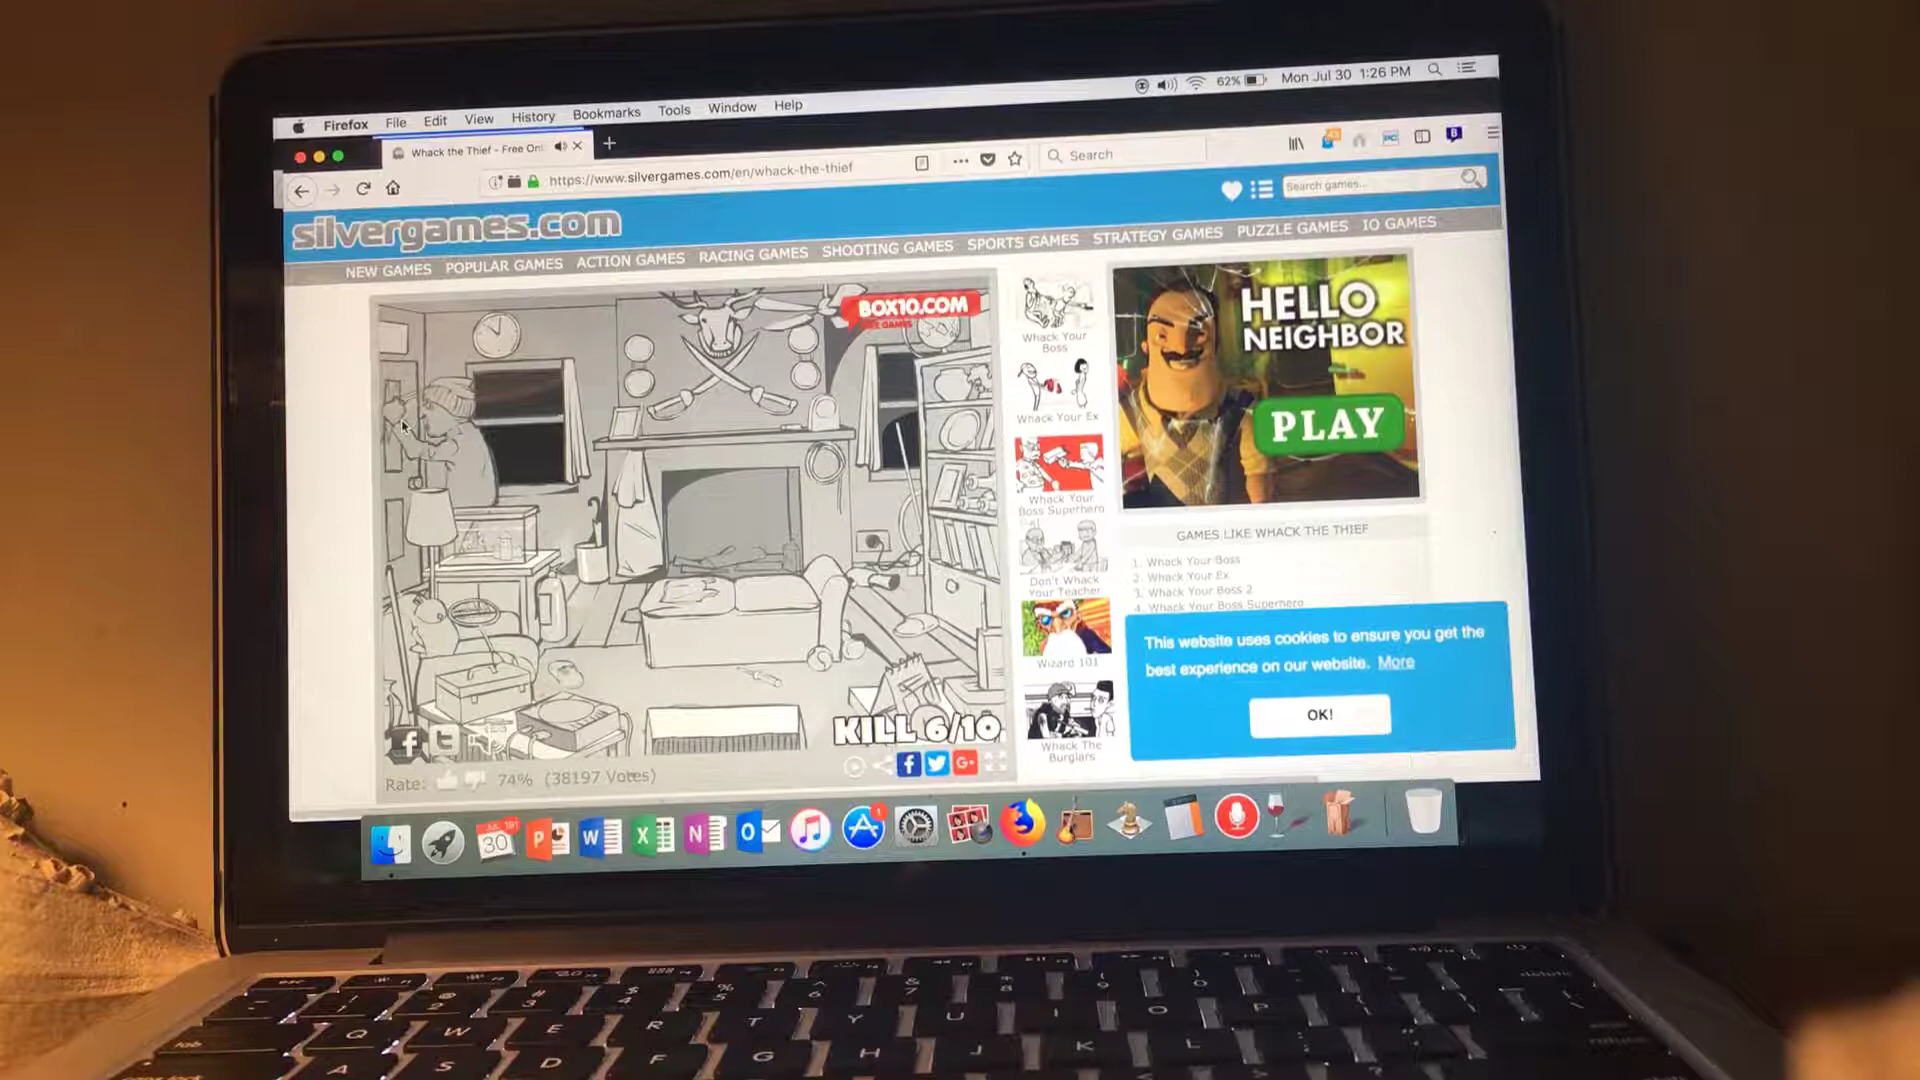 Firefox File Edit View History Bookmarks Tools Window Help
62% Mon Jul 30 1:26 PM
Whack the Thief - Free Onl
https://www.silvergames.com/en/whack-the-thief
Search
43
B
silvergames.com
Search games...
NEW GAMES POPULAR GAMES ACTION GAMES RACING GAMES SHOOTING GAMES SPORTS GAMES STRATEGY GAMES PUZZLE GAMES IO GAMES
BOX10.COM
KILL 6/10
Rate: 74% (38197 Votes)
G+
Whack Your
Boss
Whack Your Ex
Whack Your
Boss Superhero
Don't Whack
Your Teacher
Wizard 101
Whack The
Burglars
HELLO
NEIGHBOR
PLAY
GAMES LIKE WHACK THE THIEF
1. Whack Your Boss
2. Whack Your Ex
3. Whack Your Boss 2
4. Whack Your Boss Superhero
This website uses cookies to ensure you get the
best experience on our website. More
OK!
30
P W X N O
Q W E R T Y U I O P
A S D F G H J K L